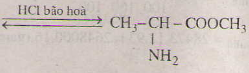 HCl bão hoà
CH₃–CH–COOCH₃
NH₂